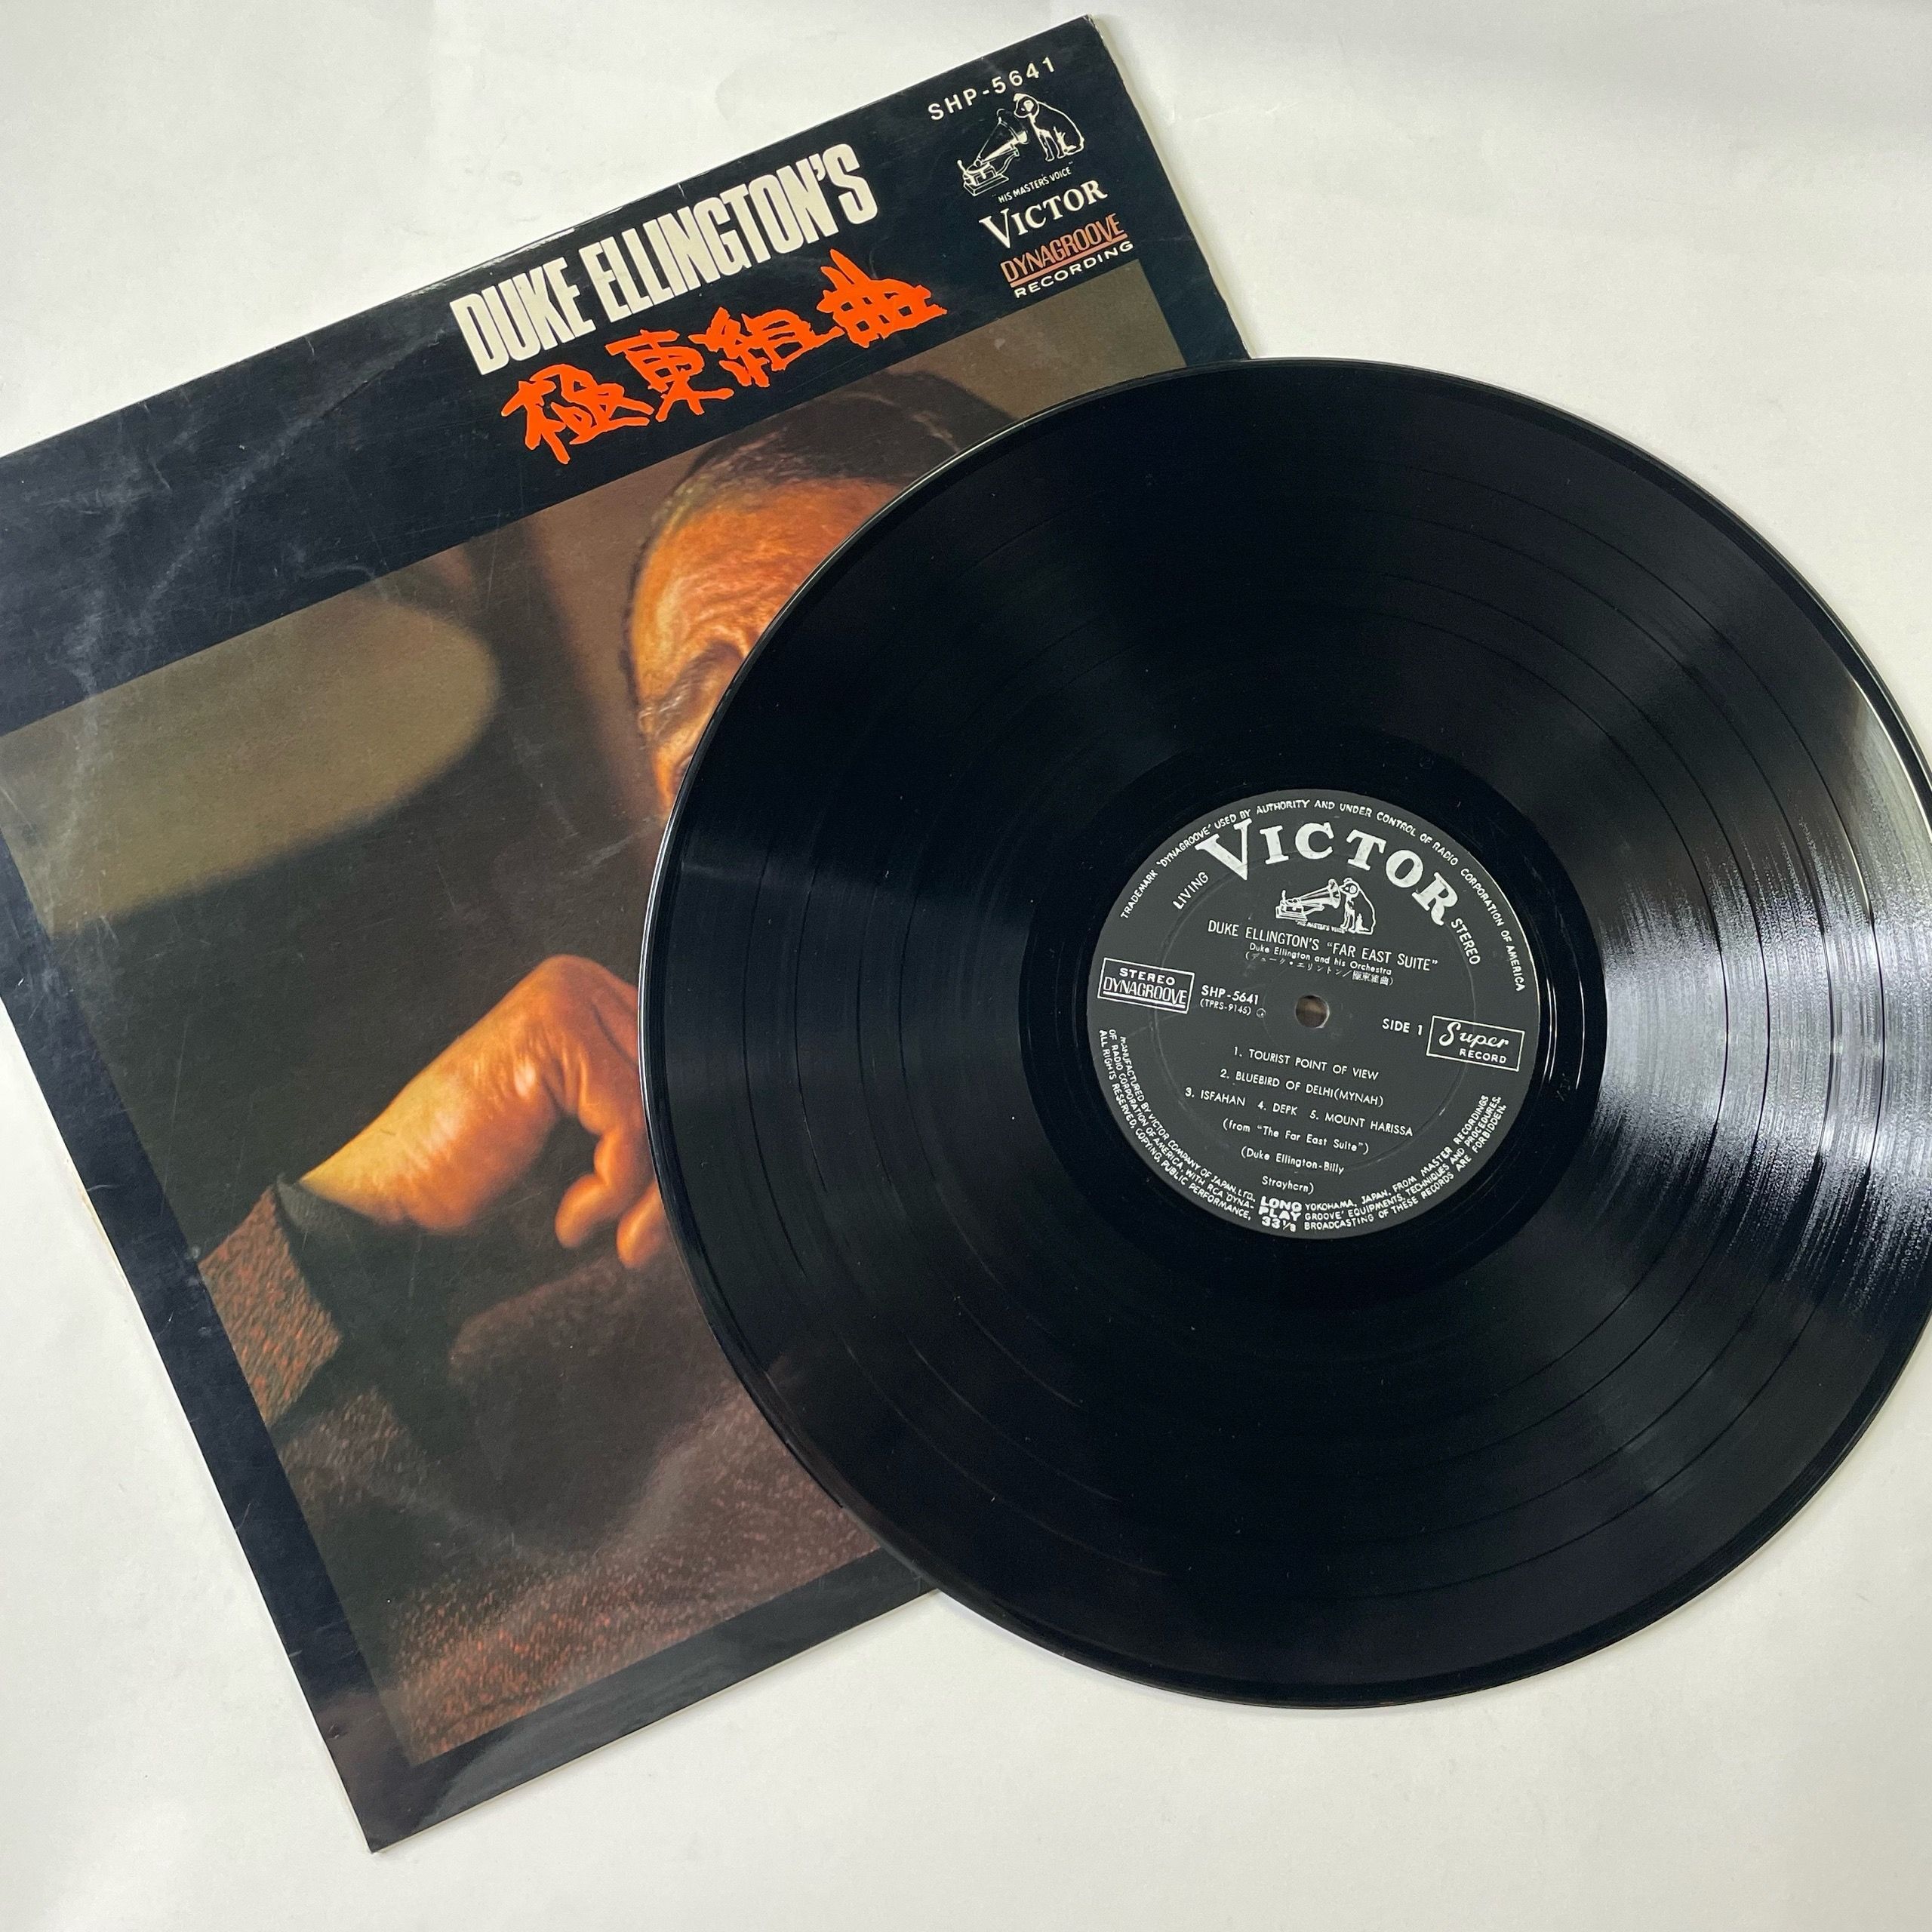 SHP-5641
"HIS MASTER'S VOICE"
VICTOR
DYNAGROOVE
RECORDING
DUKE ELLINGTON'S
極東組曲
TRADEMARK 'DYNAGROOVE' USED BY AUTHORITY AND UNDER CONTROL OF RADIO CORPORATION OF AMERICA
LIVING VICTOR STEREO
"HIS MASTER'S VOICE"
DUKE ELLINGTON'S "FAR EAST SUITE"
Duke Ellington and his Orchestra
(デューク・エリントン/極東組曲)
STEREO
DYNAGROOVE
SHP-5641
(TPRS-9145)
SIDE 1
Super
RECORD
1. TOURIST POINT OF VIEW
2. BLUEBIRD OF DELHI(MYNAH)
3. ISFAHAN 4. DEPK 5. MOUNT HARISSA
(from "The Far East Suite")
(Duke Ellington-Billy
Strayhorn)
LONG
PLAY
33⅓
MANUFACTURED BY VICTOR COMPANY OF JAPAN, LTD. YOKOHAMA, JAPAN, FROM MASTER RECORDINGS
OF RADIO CORPORATION OF AMERICA, WITH RCA 'DYNA-GROOVE' EQUIPMENTS, TECHNIQUES AND PROCEDURES.
ALL RIGHTS RESERVED, COPYING, PUBLIC PERFORMANCE, BROADCASTING OF THESE RECORDS ARE FORBIDDEN.